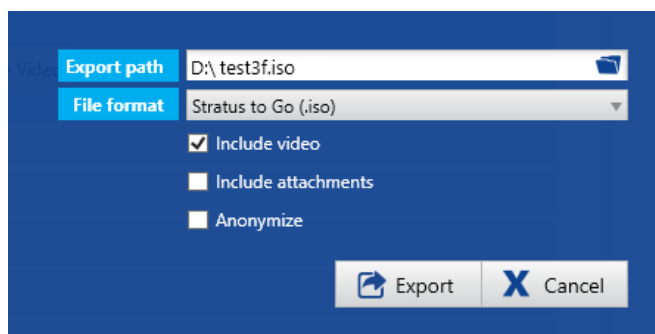 Export path D:\ test3f.iso
File format Stratus to Go (.iso)
Include video
Include attachments
Anonymize
Export Cancel